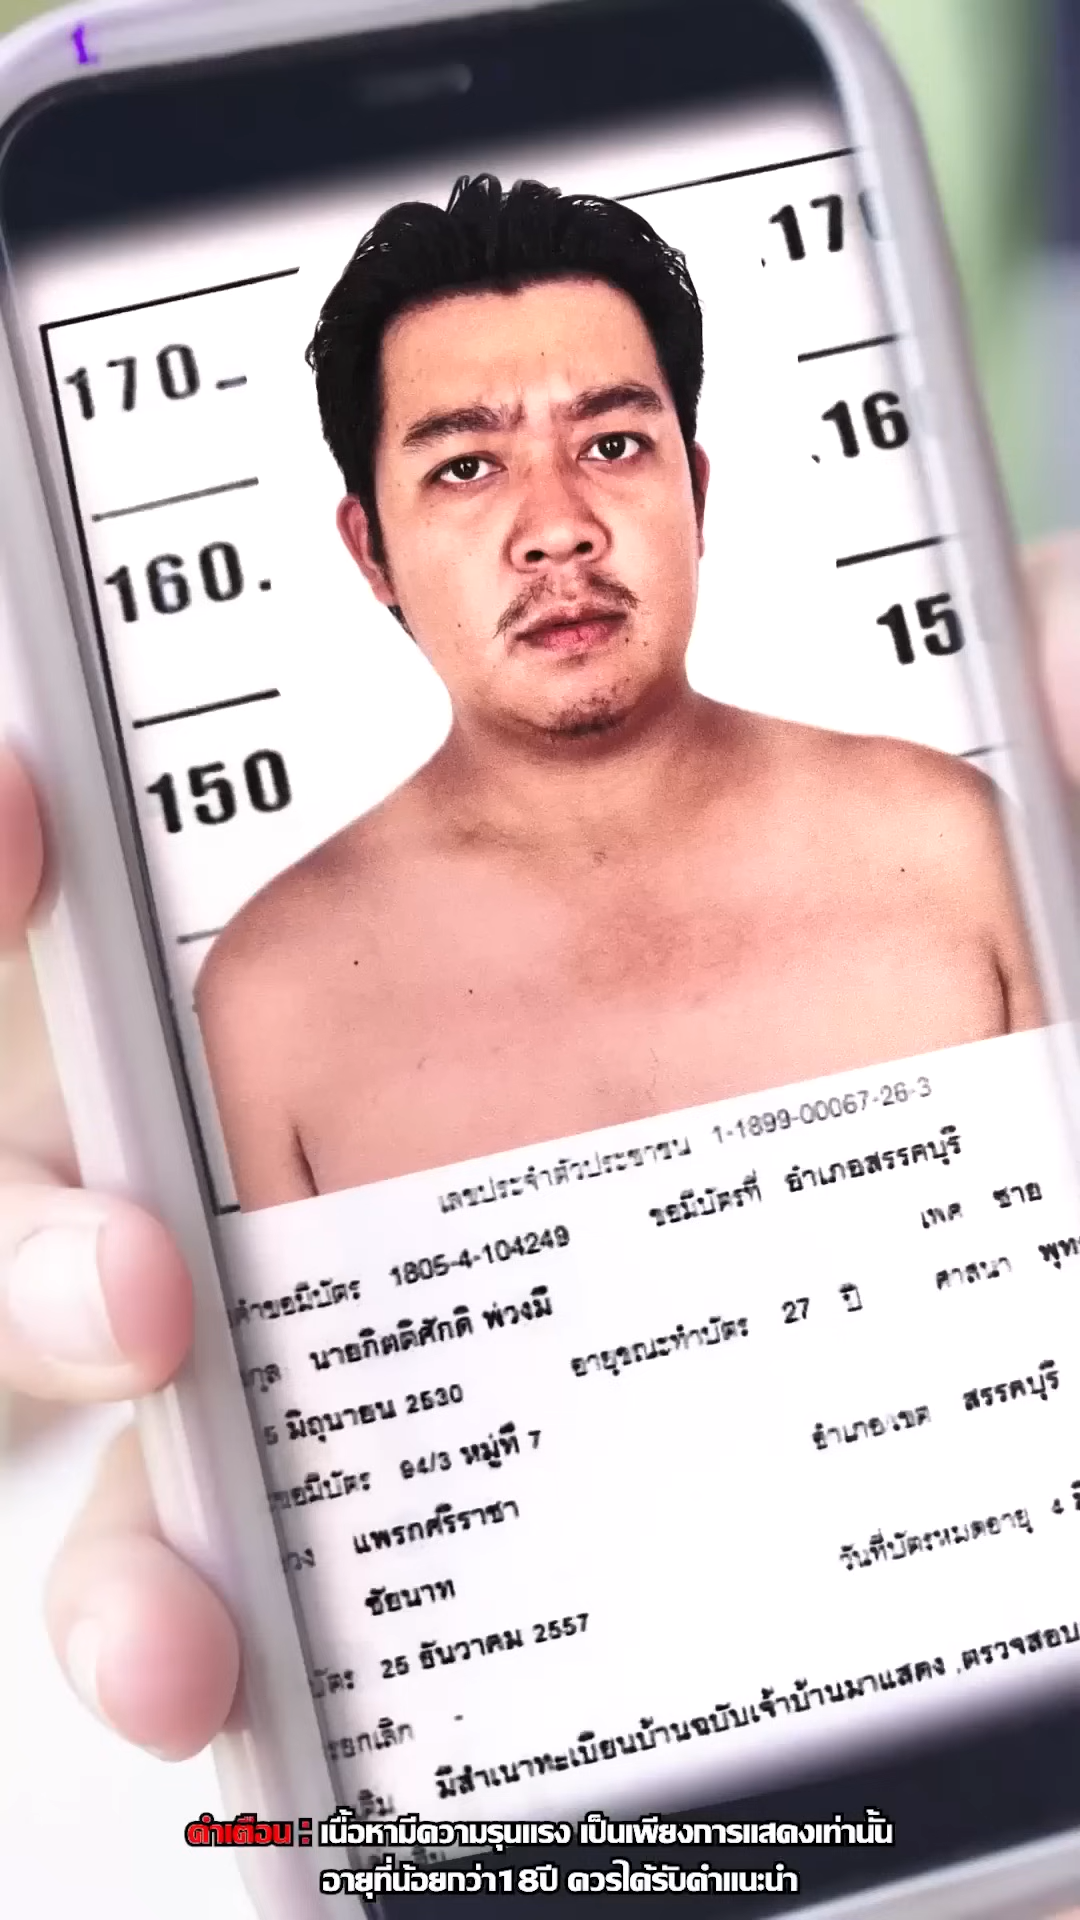 170
170
160
16
150
15
เลขประจำตัวประชาชน 1-1899-00067-26-3
คำขอมีบัตร 1805-4-104249 ขอมีบัตรที่ อำเภอสรรคบุรี
นายกิตติศักดิ์ พ่วงมี เพศ ชาย
5 มิถุนายน 2530 อายุขณะทำบัตร 27 ปี ศาสนา พุทธ
ขอมีบัตร 94/3 หมู่ที่ 7
แพรกศรีราชา อำเภอ/เขต สรรคบุรี
ชัยนาท
25 ธันวาคม 2557 วันที่บัตรหมดอายุ 4
มีสำเนาทะเบียนบ้านฉบับเจ้าบ้านมาแสดง ,ตรวจสอบ
คำเตือน : เนื้อหามีความรุนแรง เป็นเพียงการแสดงเท่านั้น
อายุที่น้อยกว่า18ปี ควรได้รับคำแนะนำ